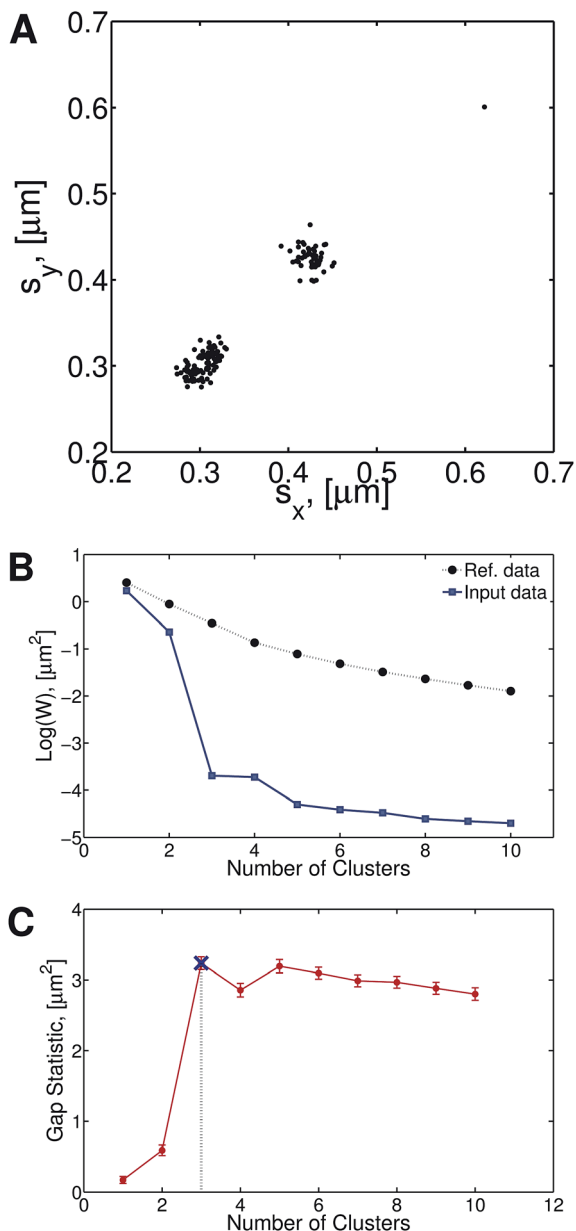 A
0.7
0.6
0.5
0.4
0.3
0.2
s_y, [μm]
0.2 0.3 0.4 0.5 0.6 0.7
s_x, [μm]
B
1
0
−1
−2
−3
−4
−5
Log(W), [μm²]
Ref. data
Input data
0 2 4 6 8 10
Number of Clusters
C
4
3
2
1
0
Gap Statistic, [μm²]
0 2 4 6 8 10 12
Number of Clusters